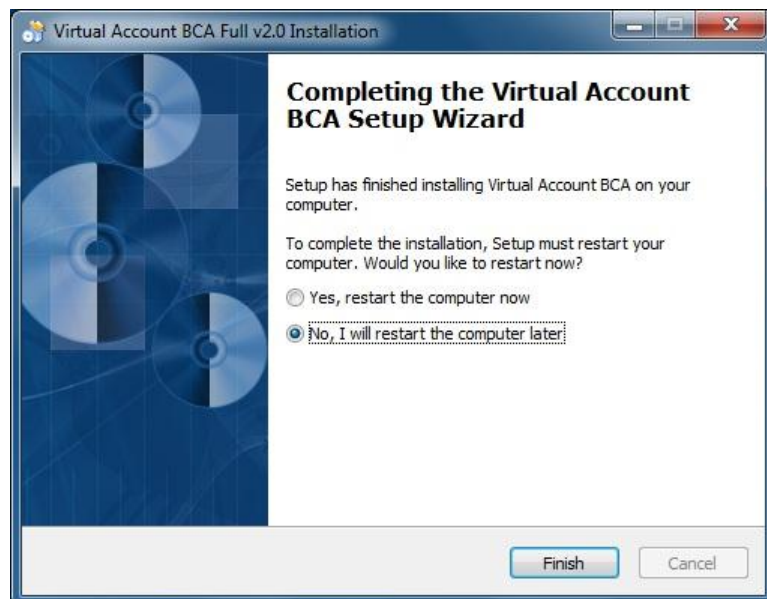 Virtual Account BCA Full v2.0 Installation
Completing the Virtual Account
BCA Setup Wizard
Setup has finished installing Virtual Account BCA on your
computer.
To complete the installation, Setup must restart your
computer. Would you like to restart now?
Yes, restart the computer now
No, I will restart the computer later
Finish
Cancel